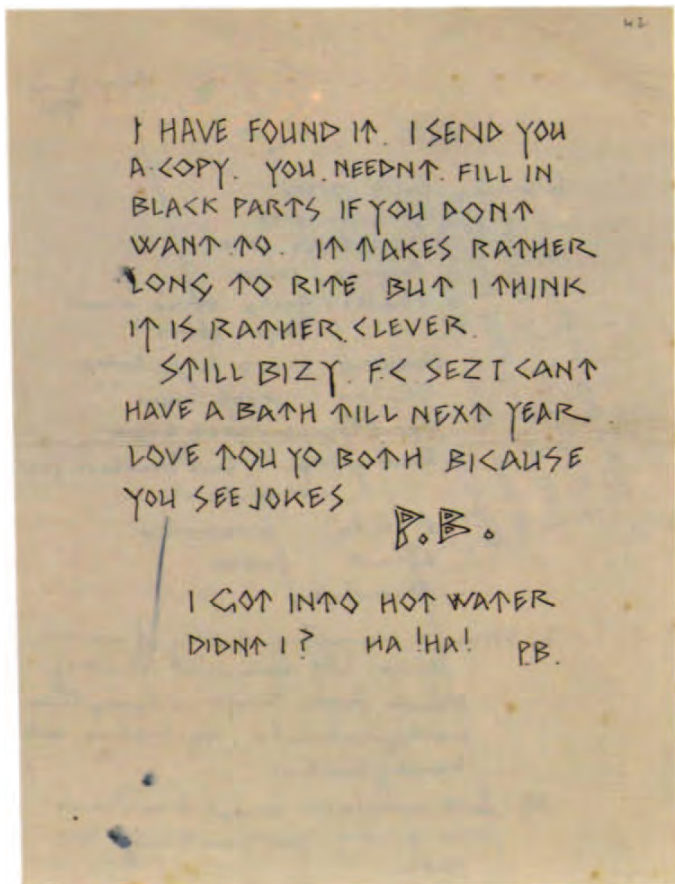 42
I HAVE FOUND IT. I SEND YOU
A·COPY. YOU.NEEDNT. FILL IN
BLACK PARTS IF YOU DONT
WANT.TO. IT TAKES RATHER
LONG TO RITE BUT I THINK
IT IS RATHER.CLEVER.
STILL BIZY. F.C SEZ I CANT
HAVE A BATH TILL NEXT YEAR
LOVE TOU YO BOTH BICAUSE
YOU SEE JOKES
P.B.
I GOT INTO HOT WATER
DIDNT I? HA!HA!
P.B.